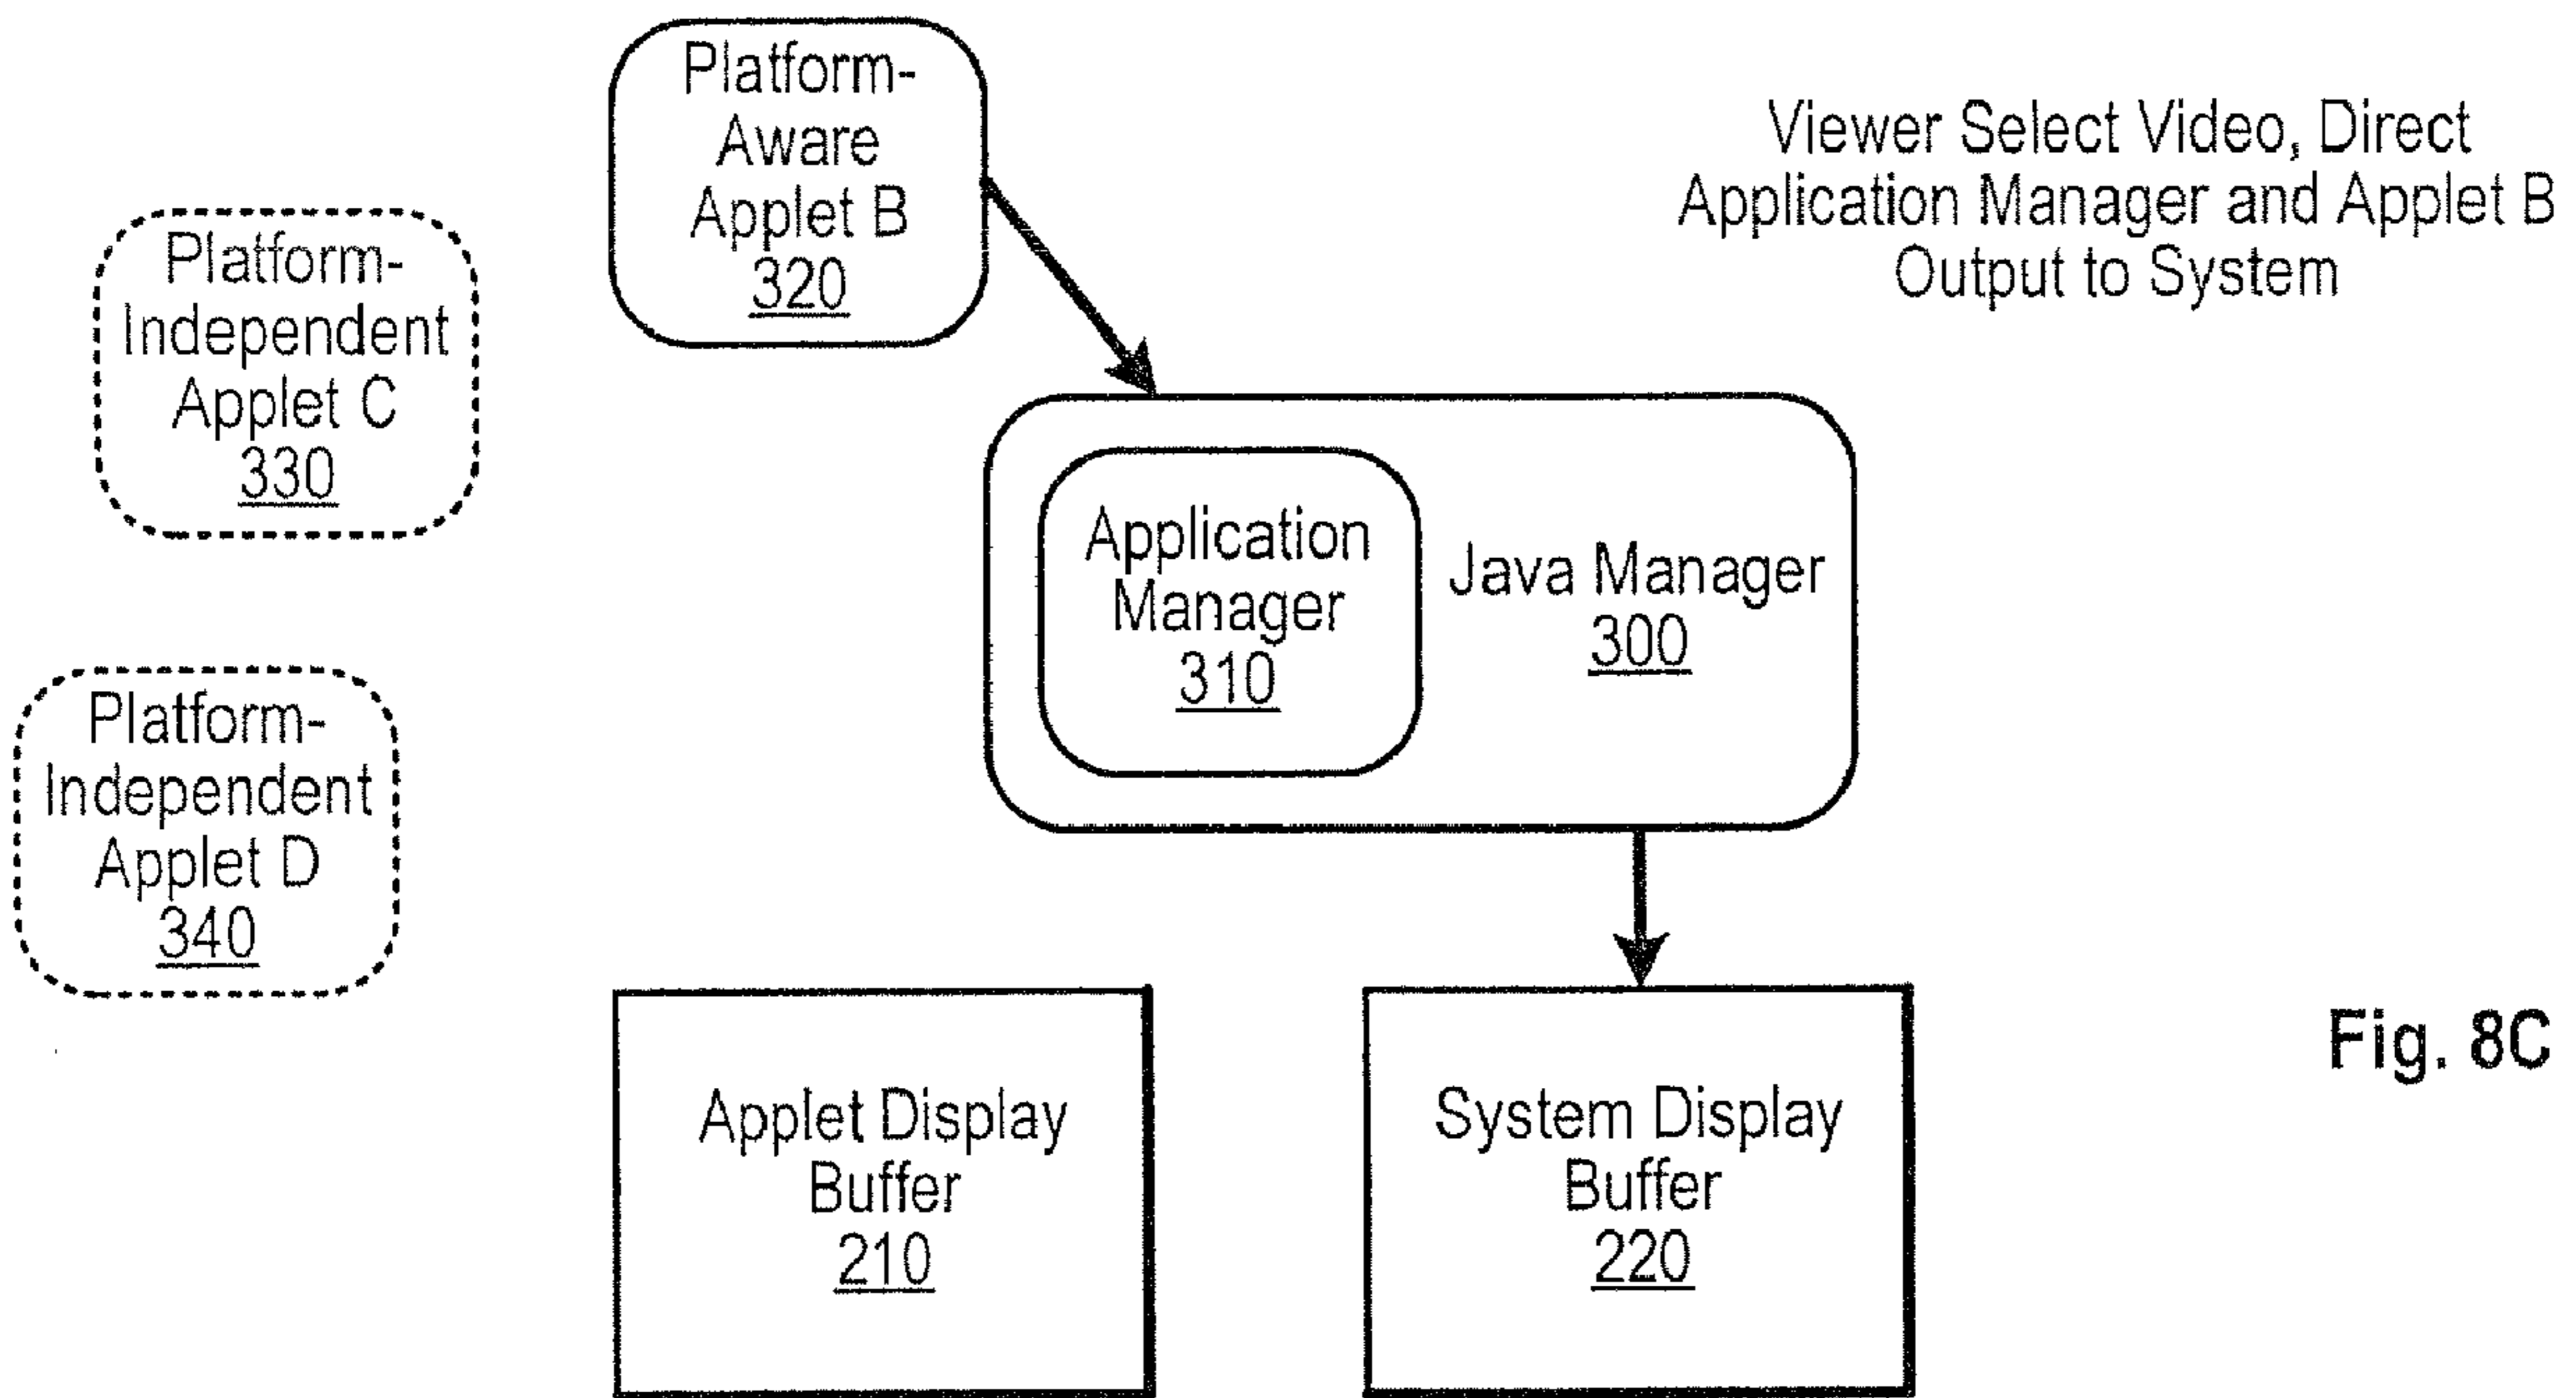 Platform-
Aware
Applet B
320
Viewer Select Video, Direct
Application Manager and Applet B
Output to System
Platform-
Independent
Applet C
330
Application
Manager
310
Java Manager
300
Platform-
Independent
Applet D
340
Applet Display
Buffer
210
System Display
Buffer
220
Fig. 8C